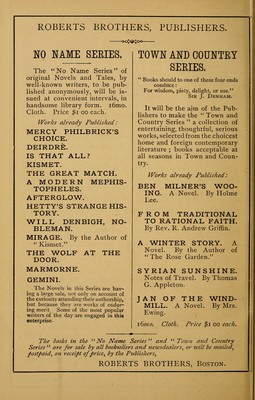 ROBERTS BROTHERS, PUBLISHERS.
NO NAME SERIES.
The "No Name Series" of
original Novels and Tales, by
well-known writers, to be pub-
lished anonymously, will be is-
sued at convenient intervals, in
handsome library form. 16mo.
Cloth. Price $1 00 each.
Works already Published:
MERCY PHILBRICK'S
CHOICE.
DEIRDRÈ.
IS THAT ALL?
KISMET.
THE GREAT MATCH.
A MODERN MEPHIS-
TOPHELES.
AFTERGLOW.
HETTY'S STRANGE HIS-
TORY.
WILL DENBIGH, NO-
BLEMAN.
MIRAGE. By the Author of
"Kismet."
THE WOLF AT THE
DOOR.
MARMORNE.
GEMINI.
The Novels in this Series are hav-
ing a large sale, not only on account of
the curiosity attending their authorship,
but because they are works of endur-
ing merit. Some of the most popular
writers of the day are engaged in this
enterprise.
TOWN AND COUNTRY
SERIES.
"Books should to one of these four ends
conduce:
For wisdom, piety, delight, or use."
SIR J. DENHAM.
It will be the aim of the Pub-
lishers to make the "Town and
Country Series" a collection of
entertaining, thoughtful, serious
works, selected from the choicest
home and foreign contemporary
literature; books acceptable at
all seasons in Town and Coun-
try.
Works already Published:
BEN MILNER'S WOO-
ING. A Novel. By Holme
Lee.
FROM TRADITIONAL
TO RATIONAL FAITH.
By Rev. R. Andrew Griffin.
A WINTER STORY. A
Novel. By the Author of
"The Rose Garden."
SYRIAN SUNSHINE.
Notes of Travel. By Thomas
G. Appleton.
JAN OF THE WIND-
MILL. A Novel. By Mrs.
Ewing.
16mo. Cloth. Price $1 00 each.
The books in the "No Name Series" and "Town and Country
Series" are for sale by all booksellers and newsdealers, or will be mailed,
postpaid, on receipt of price, by the Publishers,
ROBERTS BROTHERS, BOSTON.